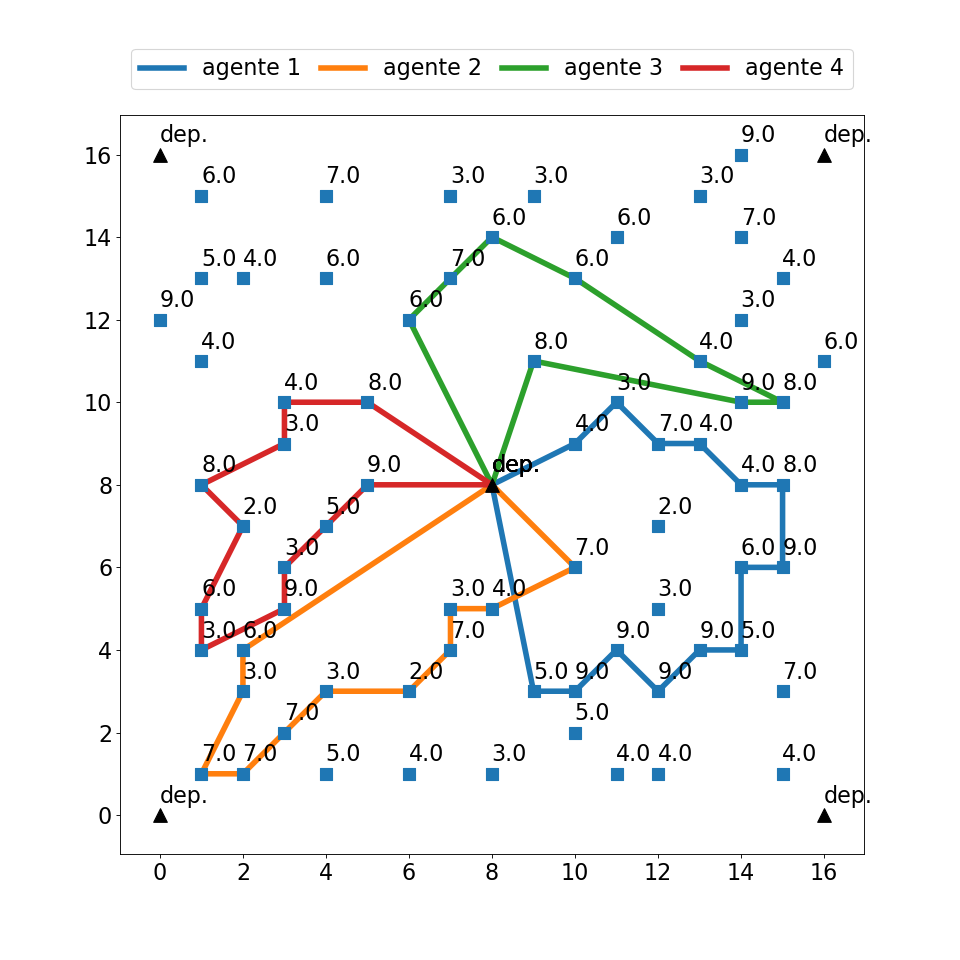 agente 1 agente 2 agente 3 agente 4
9.0
dep. dep.
16
6.0 7.0 3.0 3.0 3.0
6.0 6.0 7.0
14
5.0 4.0 6.0 7.0 6.0 4.0
9.0 6.0 3.0
12
4.0 8.0 4.0 6.0
4.0 8.0 3.0 9.0 8.0
10
3.0 4.0 7.0 4.0
8.0 9.0 dep. dep. 4.0 8.0
8
2.0 5.0 2.0
3.0 7.0 6.0 9.0
6
6.0 9.0 3.0 4.0 3.0
3.0 6.0 7.0 9.0 9.0 5.0
4
3.0 3.0 2.0 5.0 9.0 9.0 7.0
7.0 5.0
2
7.0 7.0 5.0 4.0 3.0 4.0 4.0 4.0
dep. dep.
0
0 2 4 6 8 10 12 14 16